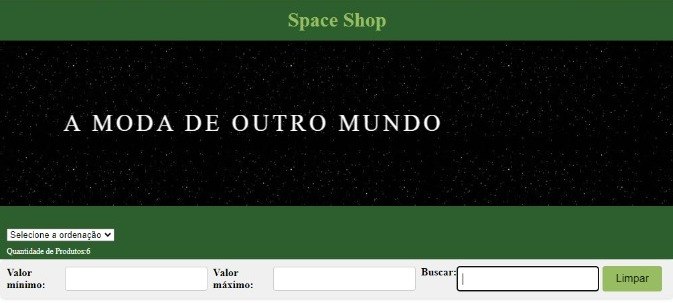 Space Shop
A MODA DE OUTRO MUNDO
Selecione a ordenação
Quantidade de Produtos:6
Valor mínimo:
Valor máximo:
Buscar:
Limpar